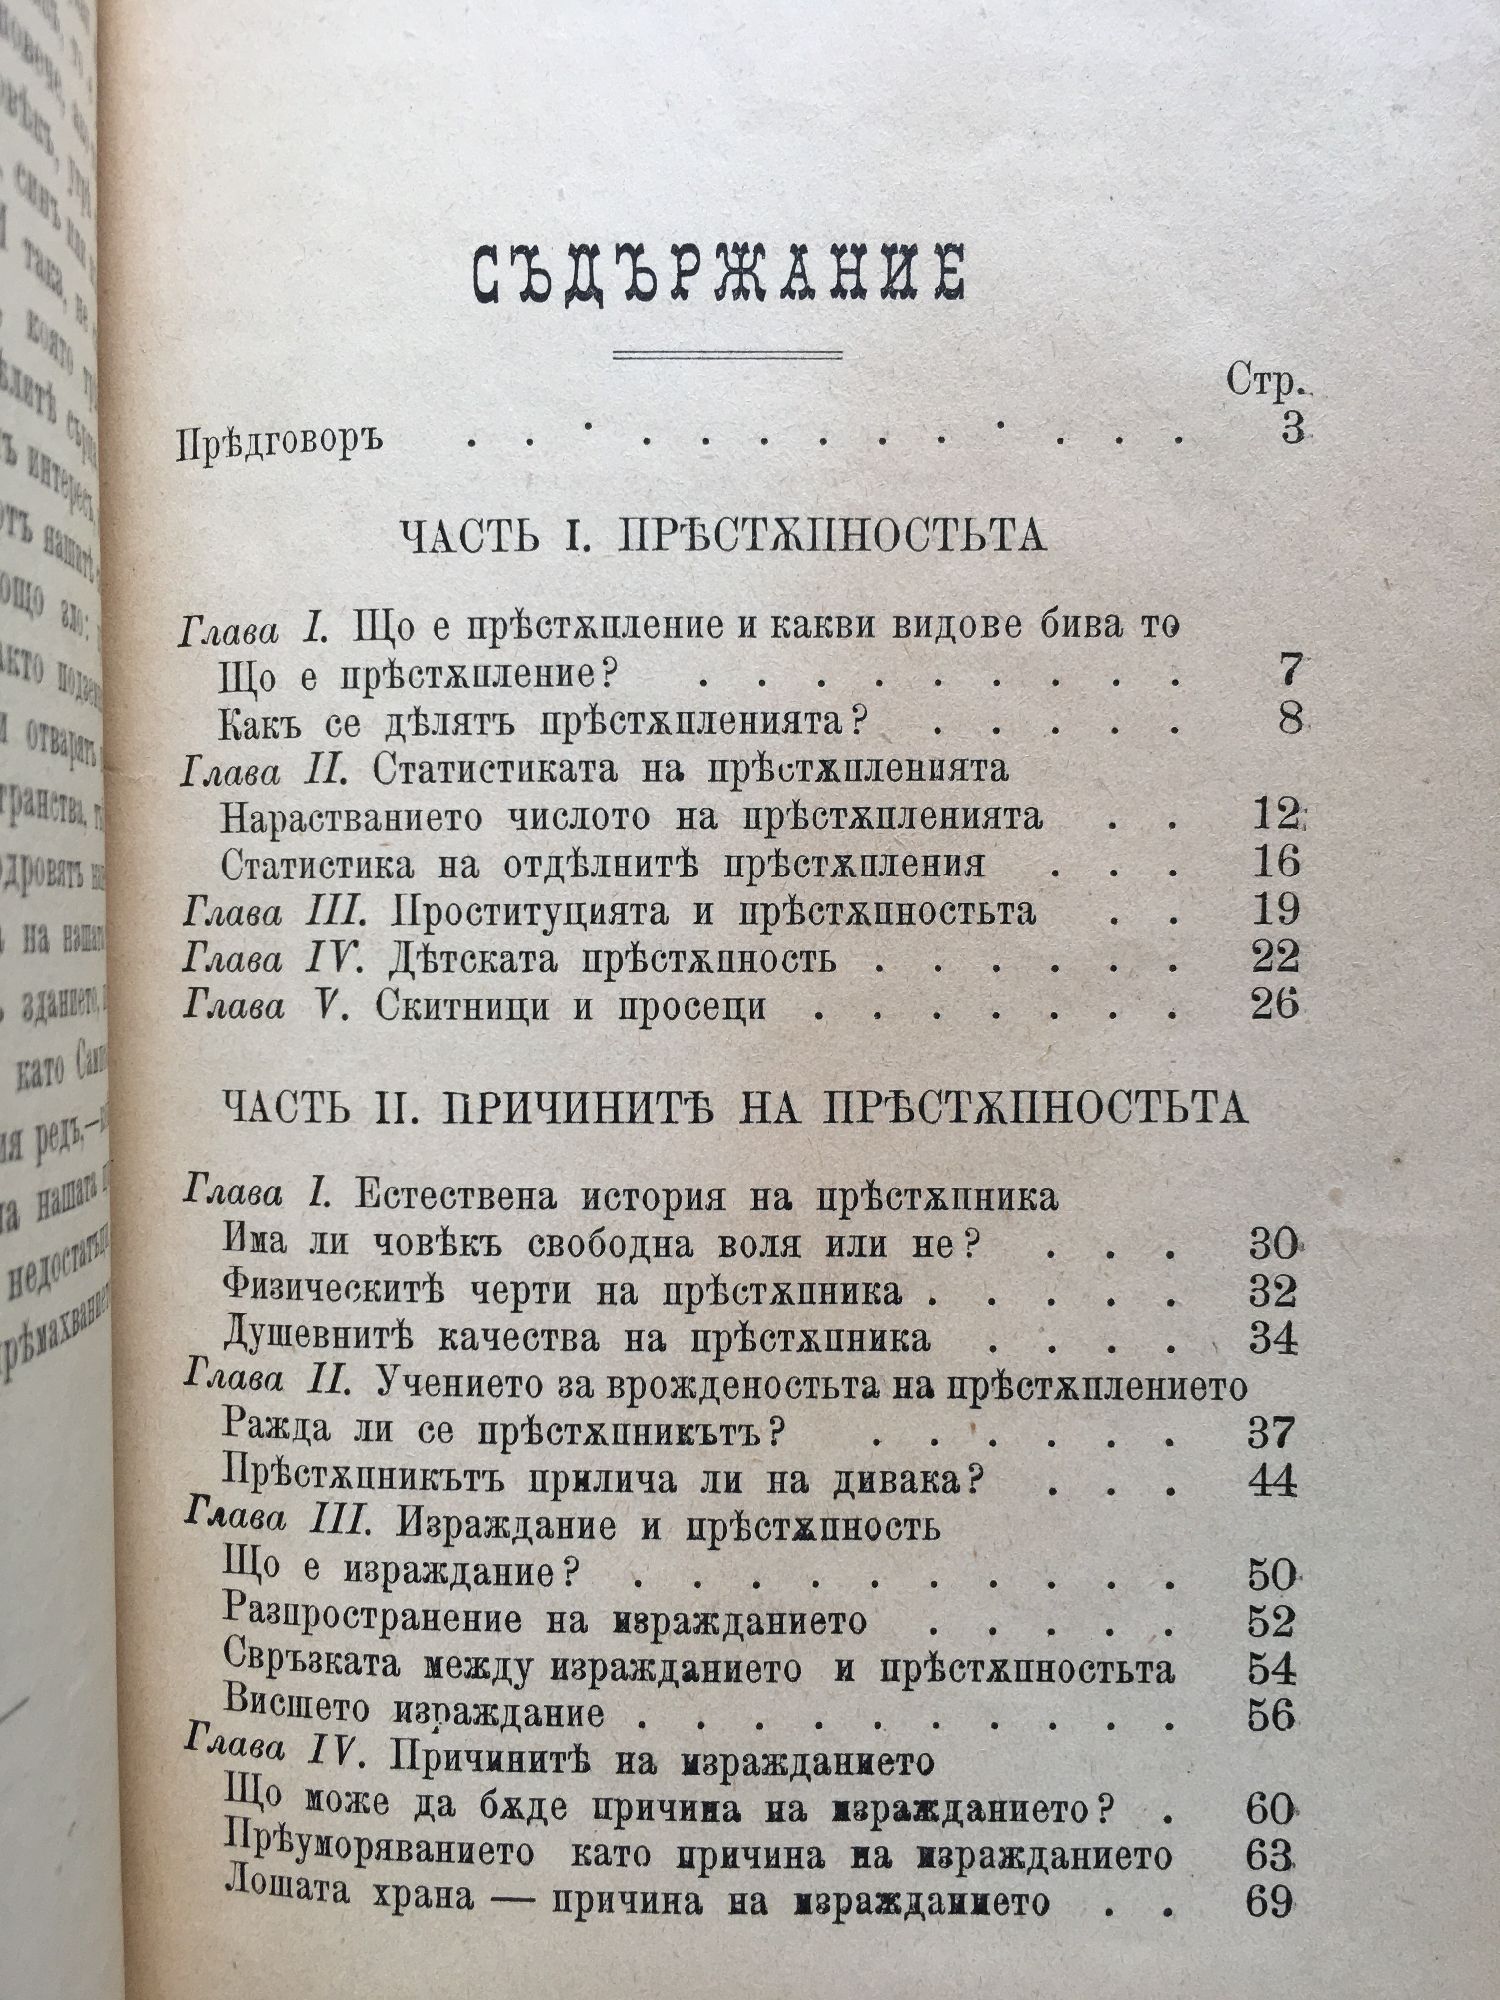 СЪДЪРЖАНИЕ
Стр.
Прѣдговоръ . . . . . . . . . . . . . 3
ЧАСТЬ I. ПРѢСТѪПНОСТЬТА
Глава I. Що е прѣстѫпление и какви видове бива то
Що е прѣстѫпление? . . . . . . . . . 7
Какъ се дѣлятъ прѣстѫпленията? . . . . . 8
Глава II. Статистиката на прѣстѫпленията
Нарастванието числото на прѣстѫпленията . . 12
Статистика на отдѣлнитѣ прѣстѫпления . . . 16
Глава III. Проституцията и прѣстѫпностьта . . 19
Глава IV. Дѣтската прѣстѫпность . . . . . . 22
Глава V. Скитници и просеци . . . . . . . 26
ЧАСТЬ II. ПРИЧИНИТѢ НА ПРѢСТѪПНОСТЬТА
Глава I. Естествена история на прѣстѫпника
Има ли човѣкъ свободна воля или не? . . . 30
Физическитѣ черти на прѣстѫпника . . . . . 32
Душевнитѣ качества на прѣстѫпника . . . . 34
Глава II. Учението за врожденостьта на прѣстѫплението
Ражда ли се прѣстѫпникътъ? . . . . . . 37
Прѣстѫпникътъ прилича ли на дивака? . . . 44
Глава III. Израждание и прѣстѫпность
Що е израждание? . . . . . . . . . . 50
Разпространение на изражданието . . . . . 52
Свръзката между изражданието и прѣстѫпностьта 54
Висшето израждание . . . . . . . . . . 56
Глава IV. Причинитѣ на изражданието
Що може да бѫде причина на изражданието? . 60
Прѣуморяванието като причина на изражданието 63
Лошата храна — причина на изражданието . . 69